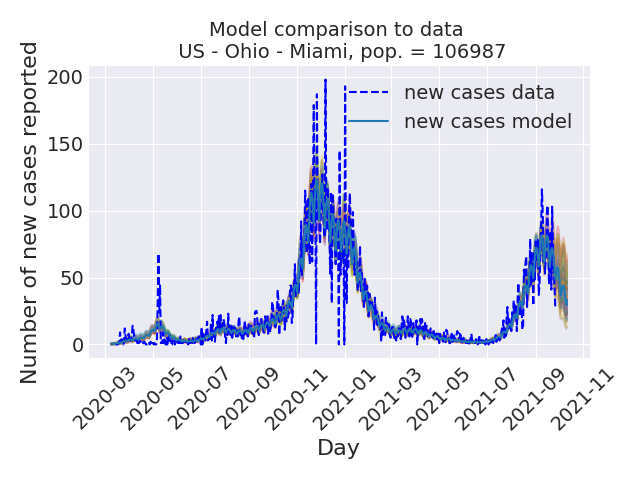 Model comparison to data
US - Ohio - Miami, pop. = 106987
Number of new cases reported
200
150
100
50
0
new cases data
new cases model
2020-03
2020-05
2020-07
2020-09
2020-11
2021-01
2021-03
2021-05
2021-07
2021-09
2021-11
Day